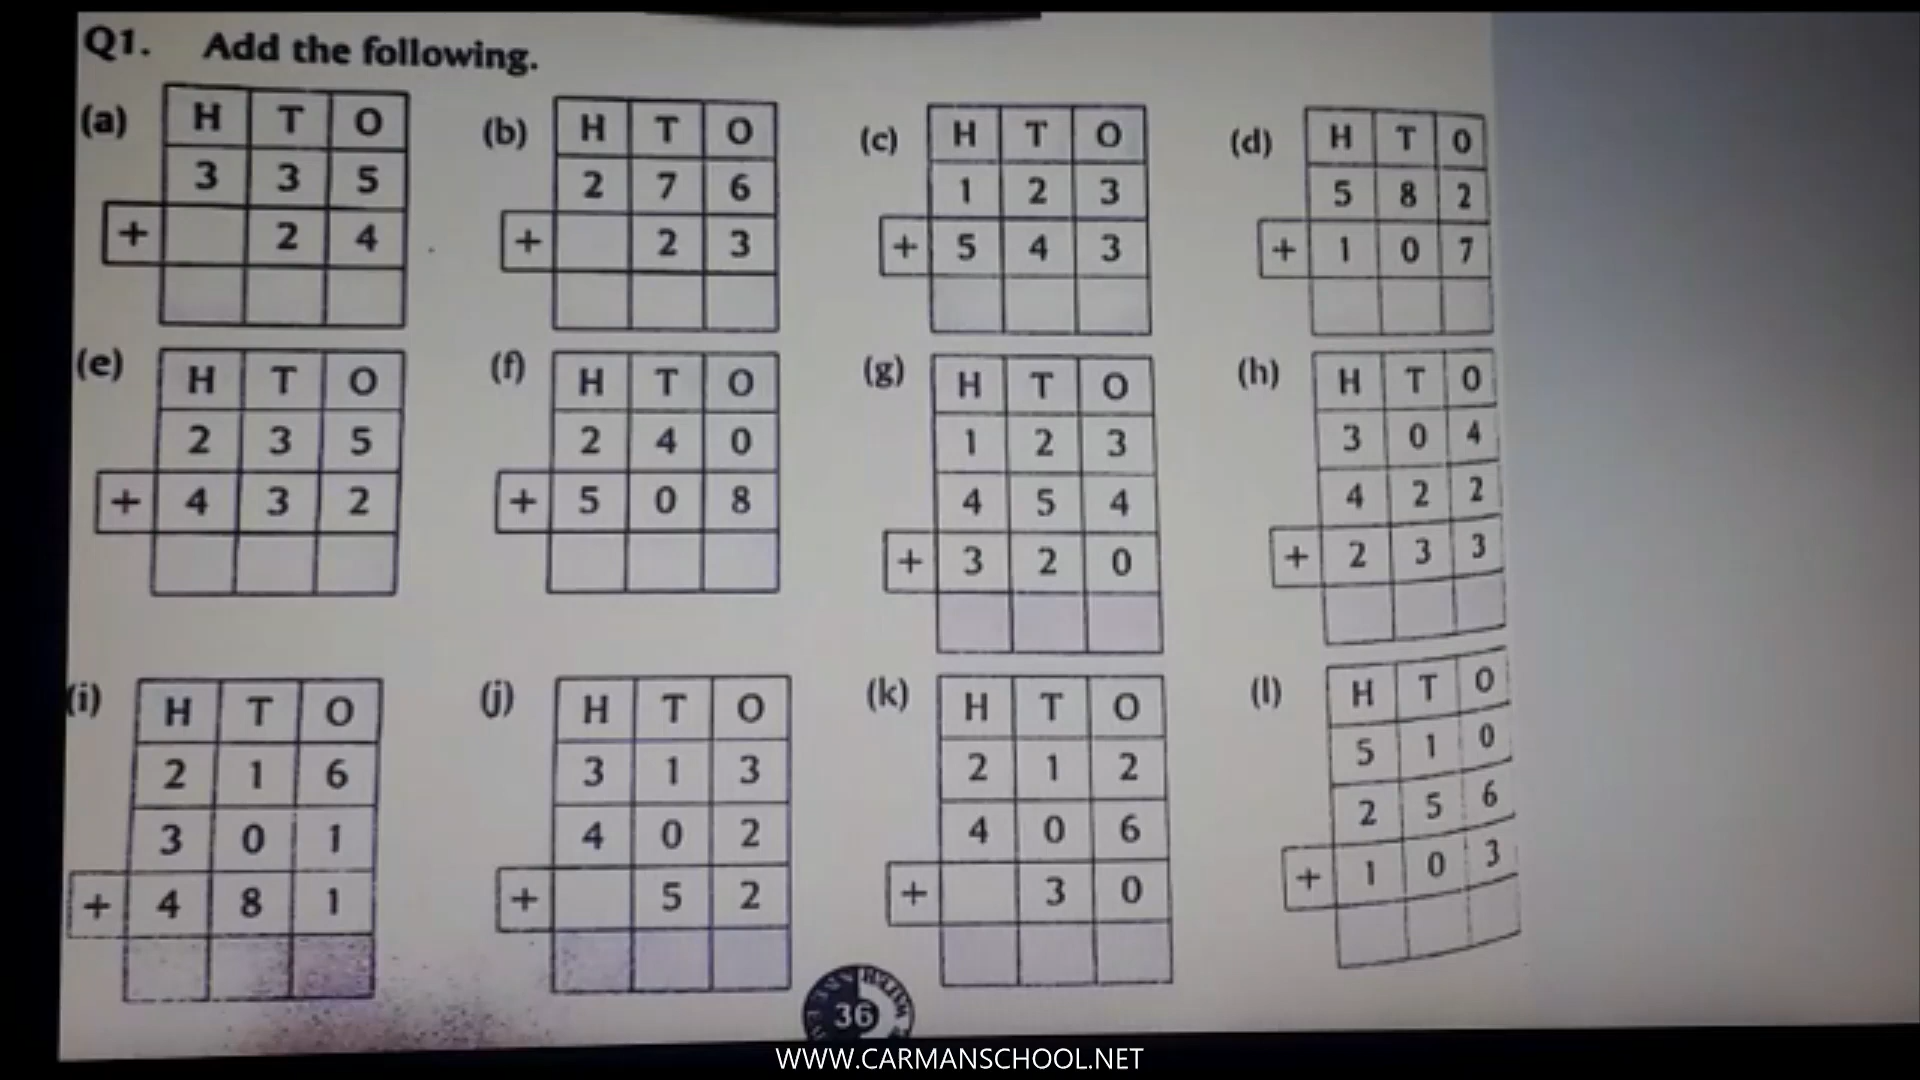 Q1. Add the following.
(a) H T O
3 3 5
+ 2 4
(b) H T O
2 7 6
+ 2 3
(c) H T O
1 2 3
+ 5 4 3
(d) H T O
5 8 2
+ 1 0 7
(e) H T O
2 3 5
+ 4 3 2
(f) H T O
2 4 0
+ 5 0 8
(g) H T O
1 2 3
4 5 4
+ 3 2 0
(h) H T O
3 0 4
4 2 2
+ 2 3 3
(i) H T O
2 1 6
3 0 1
+ 4 8 1
(j) H T O
3 1 3
4 0 2
+ 5 2
(k) H T O
2 1 2
4 0 6
+ 3 0
(l) H T O
5 1 0
2 5 6
+ 1 0 3
36
WWW.CARMANSCHOOL.NET